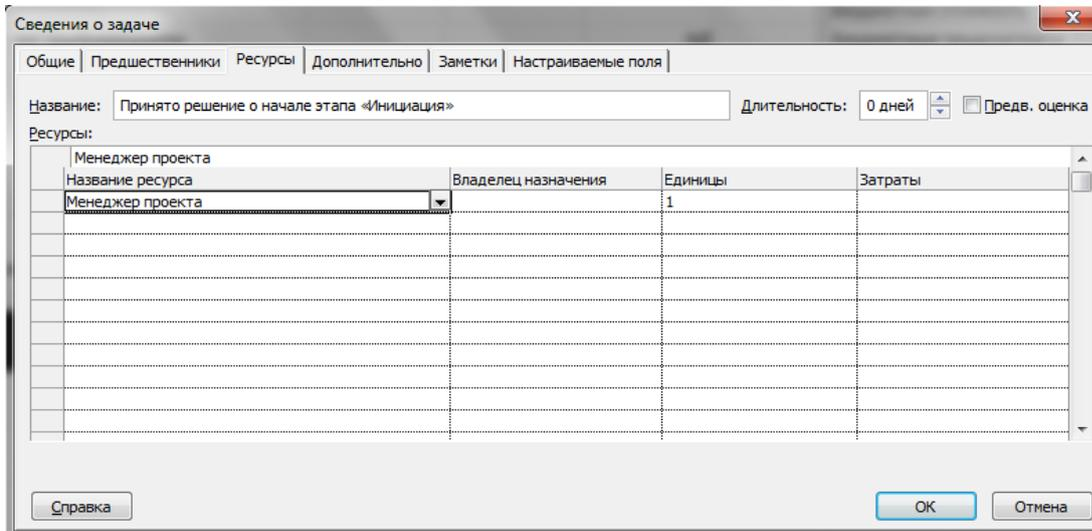 Сведения о задаче
Общие Предшественники Ресурсы Дополнительно Заметки Настраиваемые поля
Название: Принято решение о начале этапа «Инициация» Длительность: 0 дней Предв. оценка
Ресурсы:
Менеджер проекта
Название ресурса Владелец назначения Единицы Затраты
Менеджер проекта 1
Справка ОК Отмена